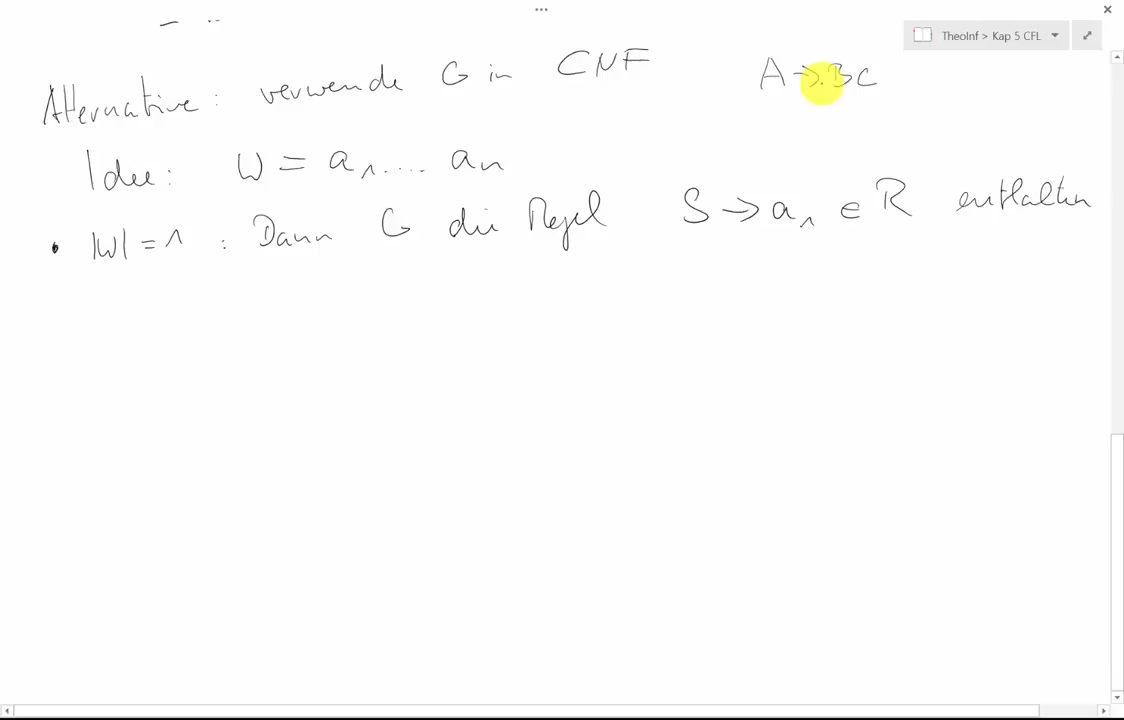 TheoInf > Kap 5 CFL
Alternative: verwende G in CNF A → BC
Idee: W = a₁.... aₙ
• |W| = 1 : Dann G die Regel S → a₁ ∈ R enthalten